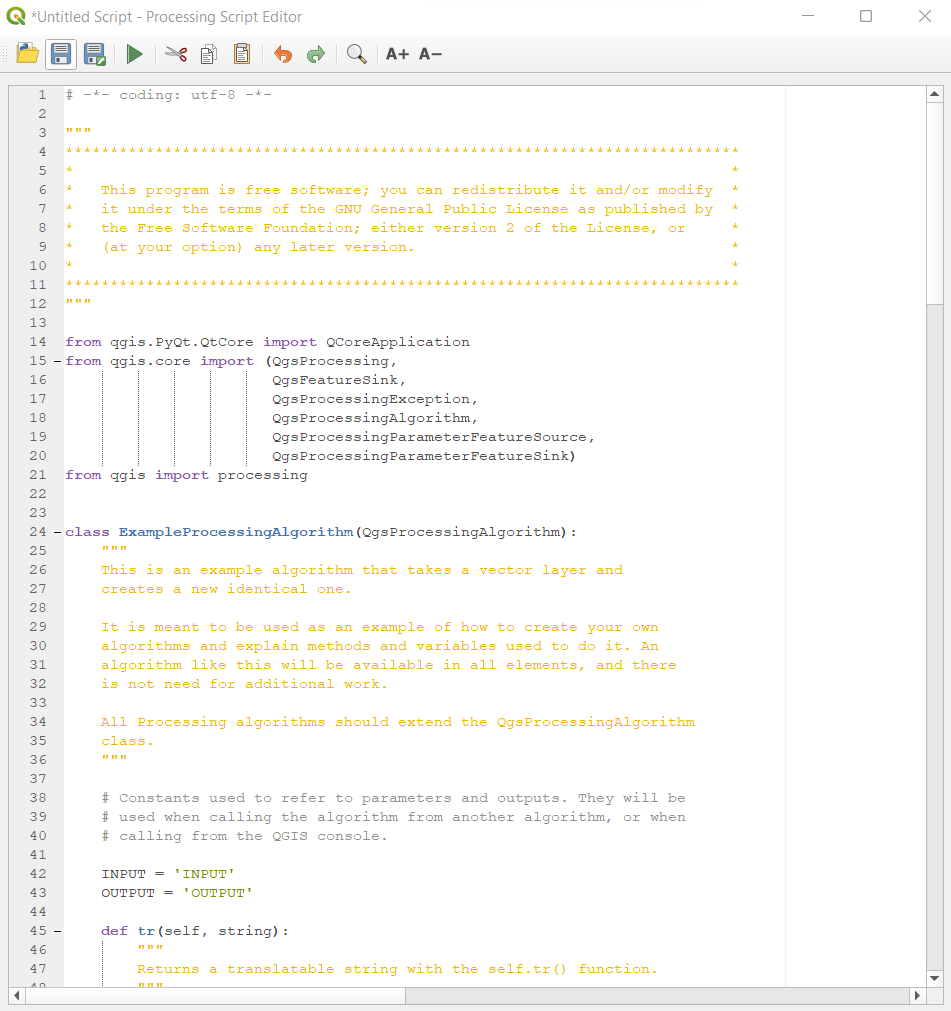 *Untitled Script - Processing Script Editor
A+ A−
1 # -*- coding: utf-8 -*-
2
3 """
4 ***************************************************************************
5 *                                                                         *
6 *   This program is free software; you can redistribute it and/or modify  *
7 *   it under the terms of the GNU General Public License as published by  *
8 *   the Free Software Foundation; either version 2 of the License, or     *
9 *   (at your option) any later version.                                   *
10 *                                                                         *
11 ***************************************************************************
12 """
13
14 from qgis.PyQt.QtCore import QCoreApplication
15 from qgis.core import (QgsProcessing,
16                        QgsFeatureSink,
17                        QgsProcessingException,
18                        QgsProcessingAlgorithm,
19                        QgsProcessingParameterFeatureSource,
20                        QgsProcessingParameterFeatureSink)
21 from qgis import processing
22
23
24 class ExampleProcessingAlgorithm(QgsProcessingAlgorithm):
25     """
26     This is an example algorithm that takes a vector layer and
27     creates a new identical one.
28
29     It is meant to be used as an example of how to create your own
30     algorithms and explain methods and variables used to do it. An
31     algorithm like this will be available in all elements, and there
32     is not need for additional work.
33
34     All Processing algorithms should extend the QgsProcessingAlgorithm
35     class.
36     """
37
38     # Constants used to refer to parameters and outputs. They will be
39     # used when calling the algorithm from another algorithm, or when
40     # calling from the QGIS console.
41
42     INPUT = 'INPUT'
43     OUTPUT = 'OUTPUT'
44
45     def tr(self, string):
46         """
47         Returns a translatable string with the self.tr() function.
48         """